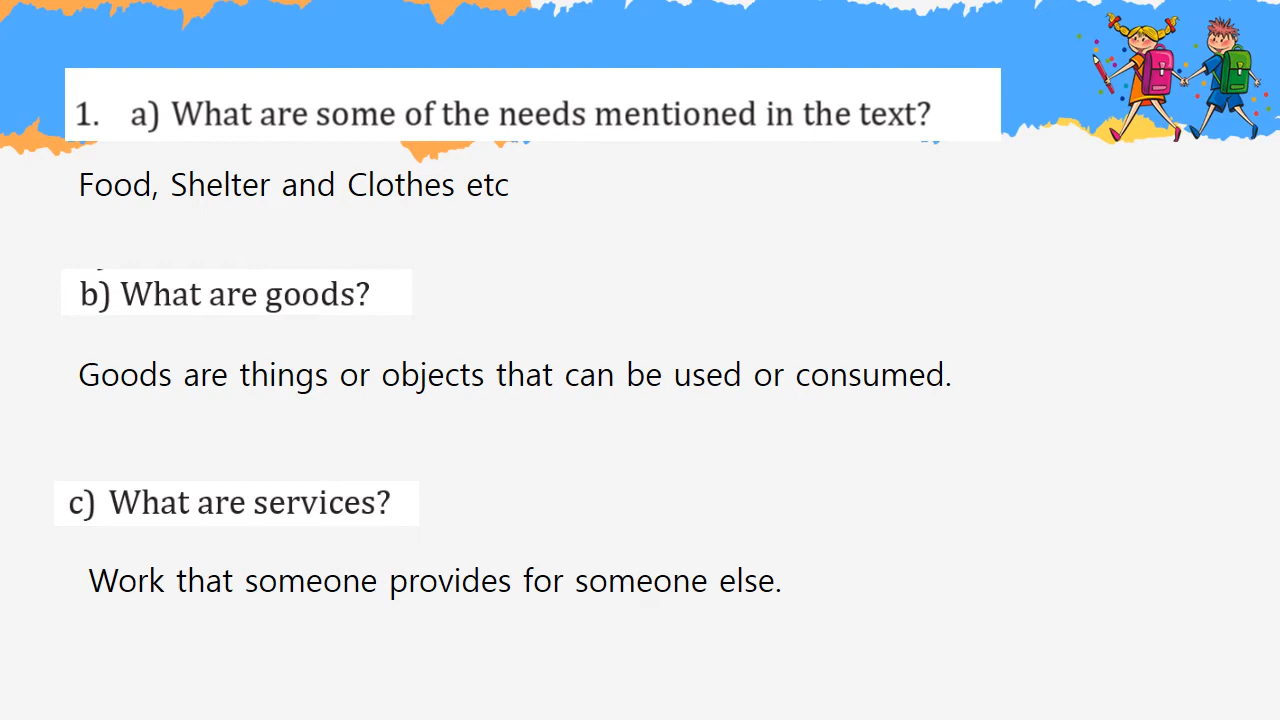 1. a) What are some of the needs mentioned in the text?
Food, Shelter and Clothes etc
b) What are goods?
Goods are things or objects that can be used or consumed.
c) What are services?
Work that someone provides for someone else.